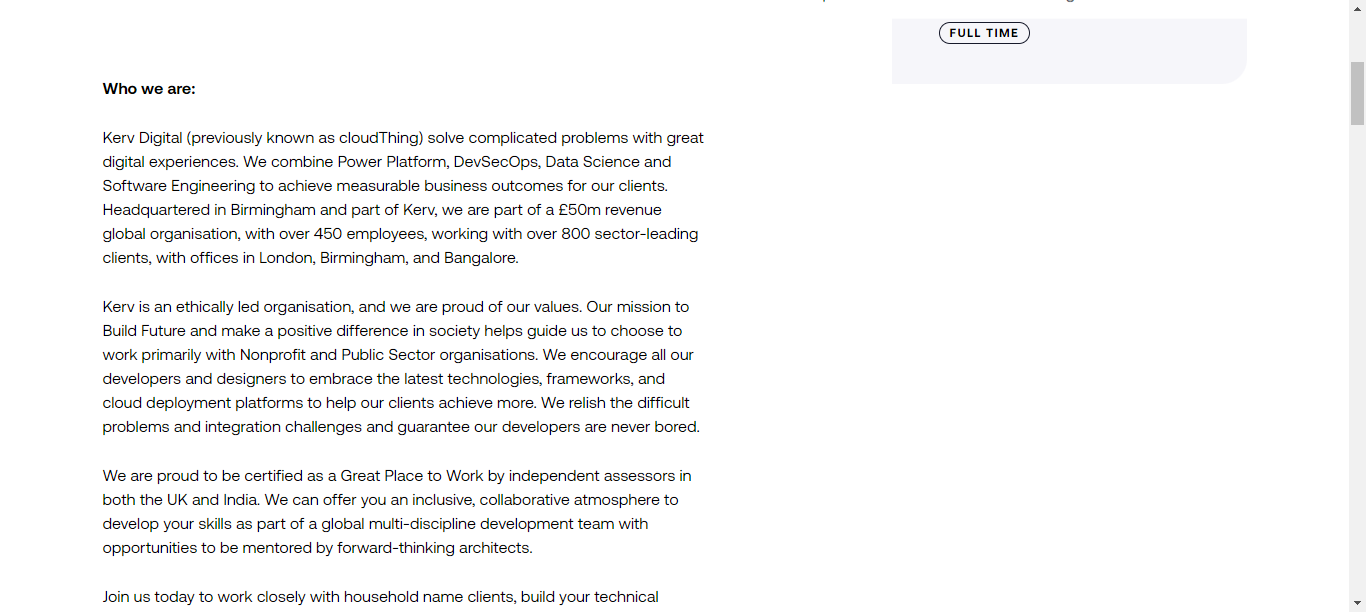 FULL TIME
Who we are:
Kerv Digital (previously known as cloudThing) solve complicated problems with great
digital experiences. We combine Power Platform, DevSecOps, Data Science and
Software Engineering to achieve measurable business outcomes for our clients.
Headquartered in Birmingham and part of Kerv, we are part of a £50m revenue
global organisation, with over 450 employees, working with over 800 sector-leading
clients, with offices in London, Birmingham, and Bangalore.
Kerv is an ethically led organisation, and we are proud of our values. Our mission to
Build Future and make a positive difference in society helps guide us to choose to
work primarily with Nonprofit and Public Sector organisations. We encourage all our
developers and designers to embrace the latest technologies, frameworks, and
cloud deployment platforms to help our clients achieve more. We relish the difficult
problems and integration challenges and guarantee our developers are never bored.
We are proud to be certified as a Great Place to Work by independent assessors in
both the UK and India. We can offer you an inclusive, collaborative atmosphere to
develop your skills as part of a global multi-discipline development team with
opportunities to be mentored by forward-thinking architects.
Join us today to work closely with household name clients, build your technical